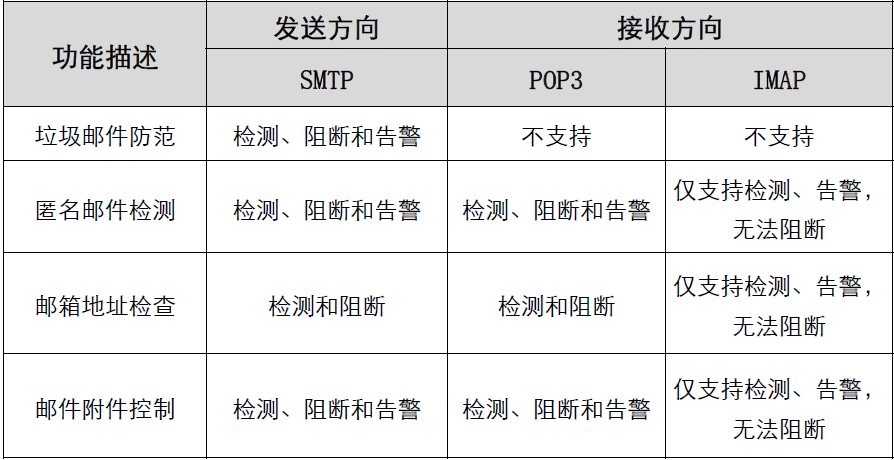 功能描述
发送方向
接收方向
SMTP
POP3
IMAP
垃圾邮件防范
检测、阻断和告警
不支持
不支持
匿名邮件检测
检测、阻断和告警
检测、阻断和告警
仅支持检测、告警，
无法阻断
邮箱地址检查
检测和阻断
检测和阻断
仅支持检测、告警，
无法阻断
邮件附件控制
检测、阻断和告警
检测、阻断和告警
仅支持检测、告警，
无法阻断